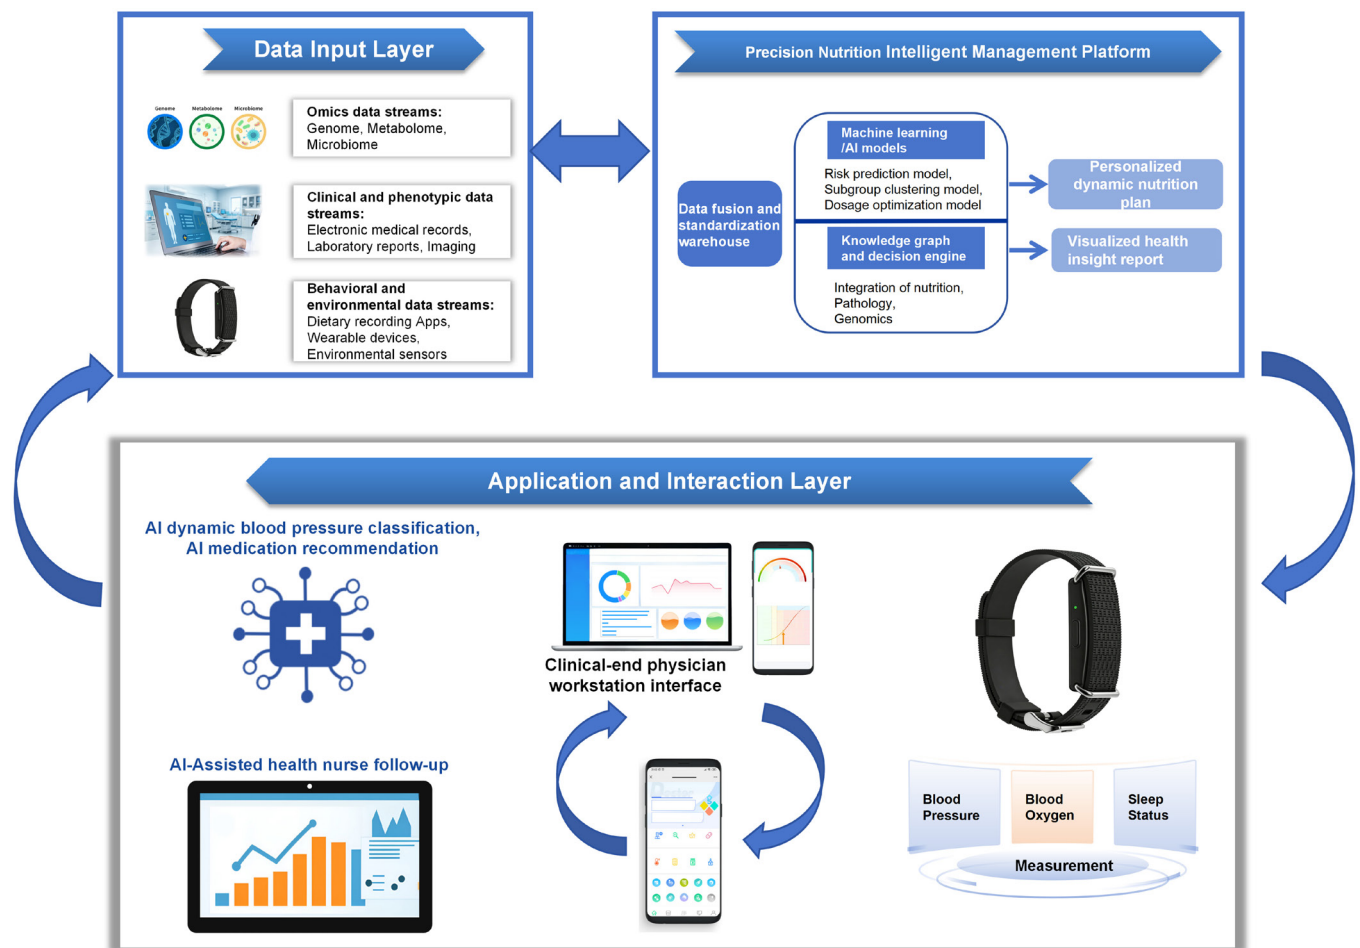 Data Input Layer
Genome
Metabolome
Microbiome
Omics data streams:
Genome, Metabolome,
Microbiome
Clinical and phenotypic data
streams:
Electronic medical records,
Laboratory reports, Imaging
Behavioral and
environmental data streams:
Dietary recording Apps,
Wearable devices,
Environmental sensors
Precision Nutrition Intelligent Management Platform
Data fusion and
standardization
warehouse
Machine learning
/AI models
Risk prediction model,
Subgroup clustering model,
Dosage optimization model
Knowledge graph
and decision engine
Integration of nutrition,
Pathology,
Genomics
Personalized
dynamic nutrition
plan
Visualized health
insight report
Application and Interaction Layer
AI dynamic blood pressure classification,
AI medication recommendation
AI-Assisted health nurse follow-up
Clinical-end physician
workstation interface
Blood
Pressure
Blood
Oxygen
Sleep
Status
Measurement